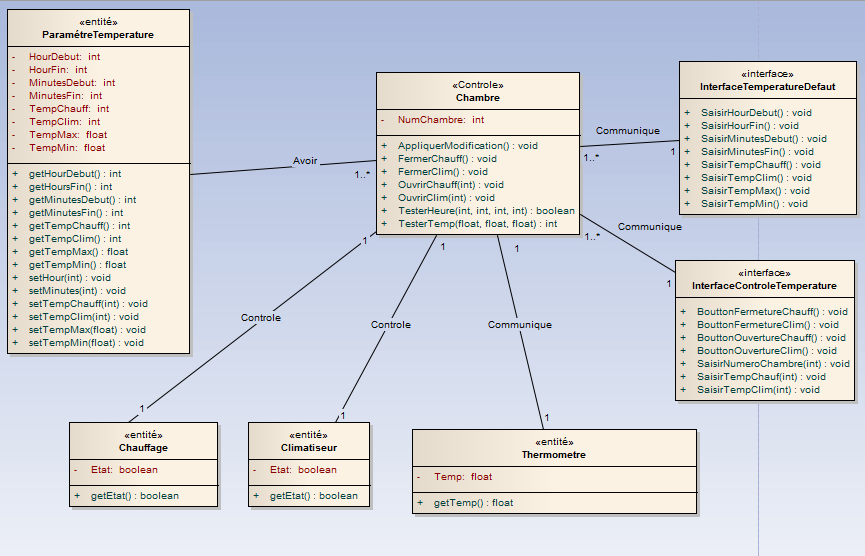 «entité»
ParamétreTemperature
- HourDebut: int
- HourFin: int
- MinutesDebut: int
- MinutesFin: int
- TempChauff: int
- TempClim: int
- TempMax: float
- TempMin: float
+ getHourDebut() : int
+ getHoursFin() : int
+ getMinutesDebut() : int
+ getMinutesFin() : int
+ getTempChauff() : int
+ getTempClim() : int
+ getTempMax() : float
+ getTempMin() : float
+ setHour(int) : void
+ setMinutes(int) : void
+ setTempChauff(int) : void
+ setTempClim(int) : void
+ setTempMax(float) : void
+ setTempMin(float) : void
Avoir
1..*
«Controle»
Chambre
- NumChambre: int
+ AppliquerModification() : void
+ FermerChauff() : void
+ FermerClim() : void
+ OuvrirChauff(int) : void
+ OuvrirClim(int) : void
+ TesterHeure(int, int, int, int) : boolean
+ TesterTemp(float, float, float) : int
Communique
1..*
1
«interface»
InterfaceTemperatureDefaut
+ SaisirHourDebut() : void
+ SaisirHourFin() : void
+ SaisirMinutesDebut() : void
+ SaisirMinutesFin() : void
+ SaisirTempChauff() : void
+ SaisirTempClim() : void
+ SaisirTempMax() : void
+ SaisirTempMin() : void
Communique
1..*
1
«interface»
InterfaceControleTemperature
+ BouttonFermetureChauff() : void
+ BouttonFermetureClim() : void
+ BouttonOuvertureChauff() : void
+ BouttonOuvertureClim() : void
+ SaisirNumeroChambre(int) : void
+ SaisirTempChauf(int) : void
+ SaisirTempClim(int) : void
1
Controle
1
1
Controle
1
1
Communique
1
«entité»
Chauffage
- Etat: boolean
+ getEtat() : boolean
«entité»
Climatiseur
- Etat: boolean
+ getEtat() : boolean
«entité»
Thermometre
- Temp: float
+ getTemp() : float